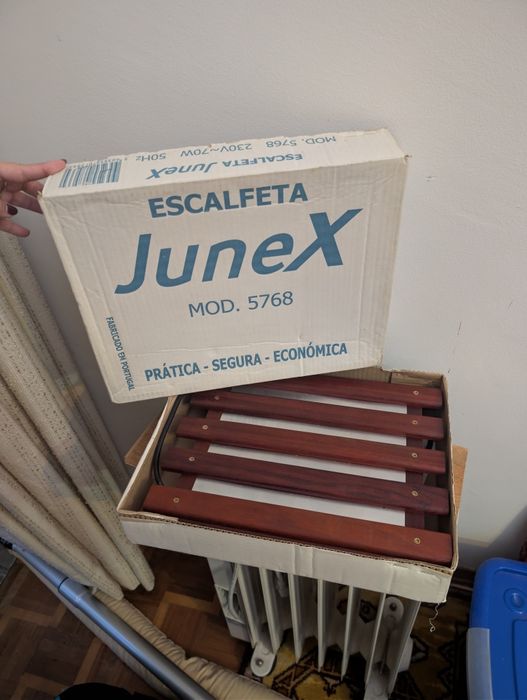 ESCALFETA JUNEX
MOD. 5768 230V~70W 50Hz
ESCALFETA
JUNEX
MOD. 5768
PRÁTICA - SEGURA - ECONÓMICA
FABRICADO EM PORTUGAL